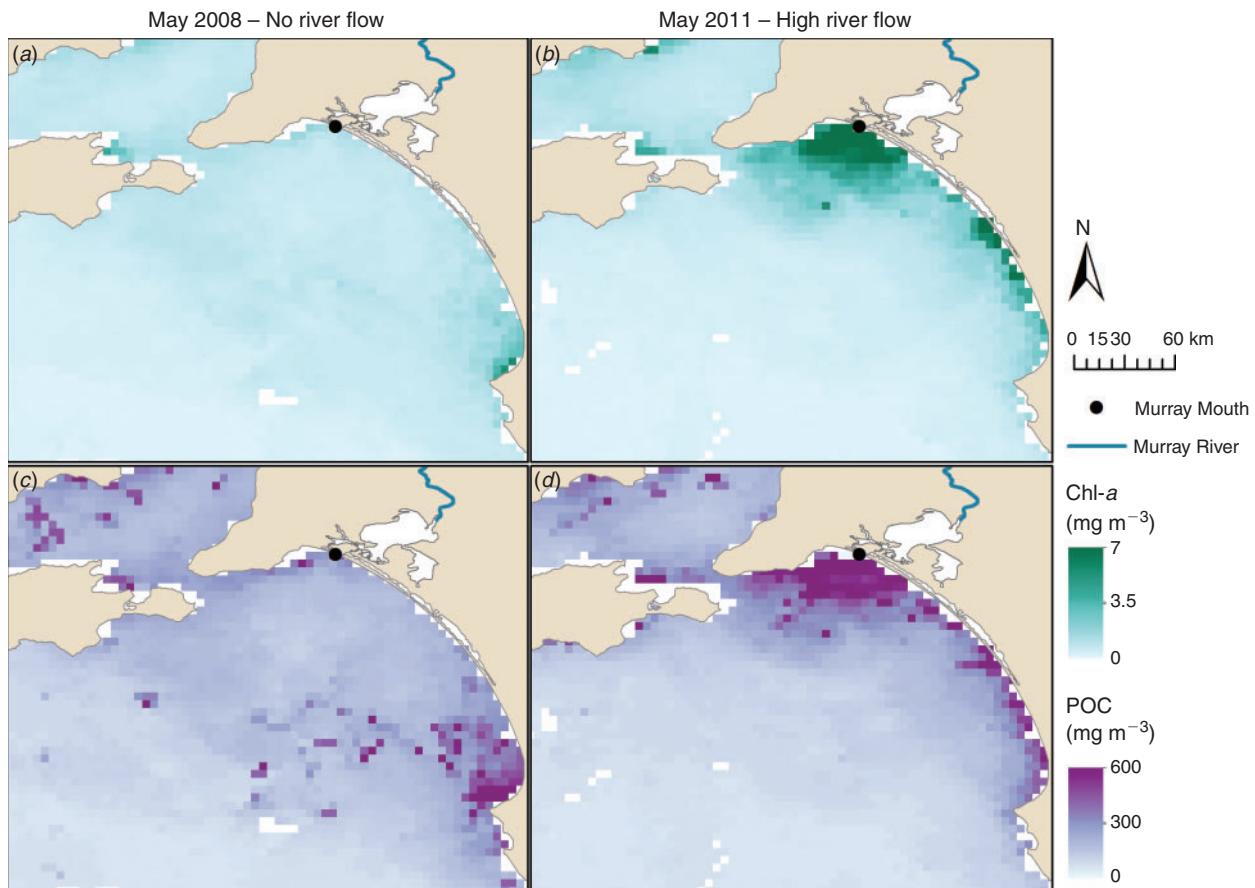 May 2008 – No river flow
May 2011 – High river flow
(a)
(b)
N
0 15 30 60 km
Murray Mouth
Murray River
(c)
(d)
Chl-a
(mg m⁻³)
7
3.5
0
POC
(mg m⁻³)
600
300
0